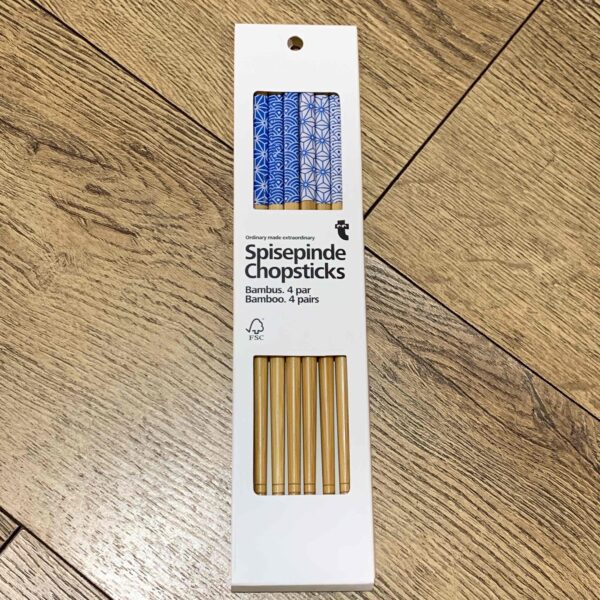 Ordinary made extraordinary
Spisepinde
Chopsticks
Bambus. 4 par
Bamboo. 4 pairs
FSC